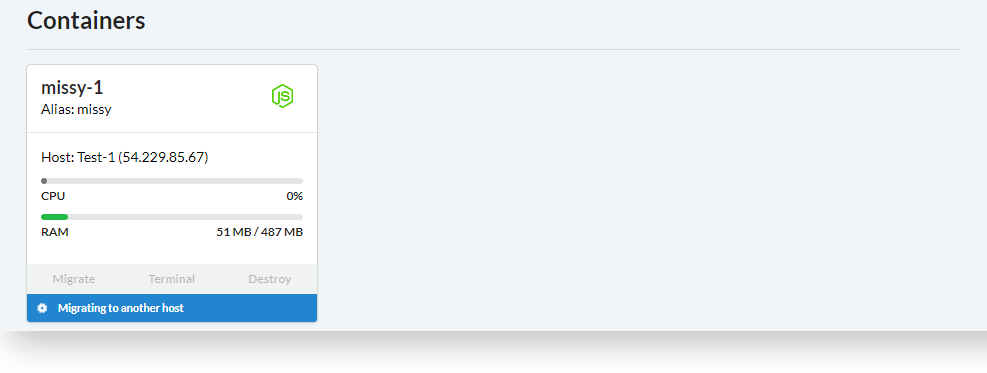 Containers
missy-1
Alias: missy
JS
Host: Test-1 (54.229.85.67)
CPU 0%
RAM 51 MB / 487 MB
Migrate Terminal Destroy
Migrating to another host